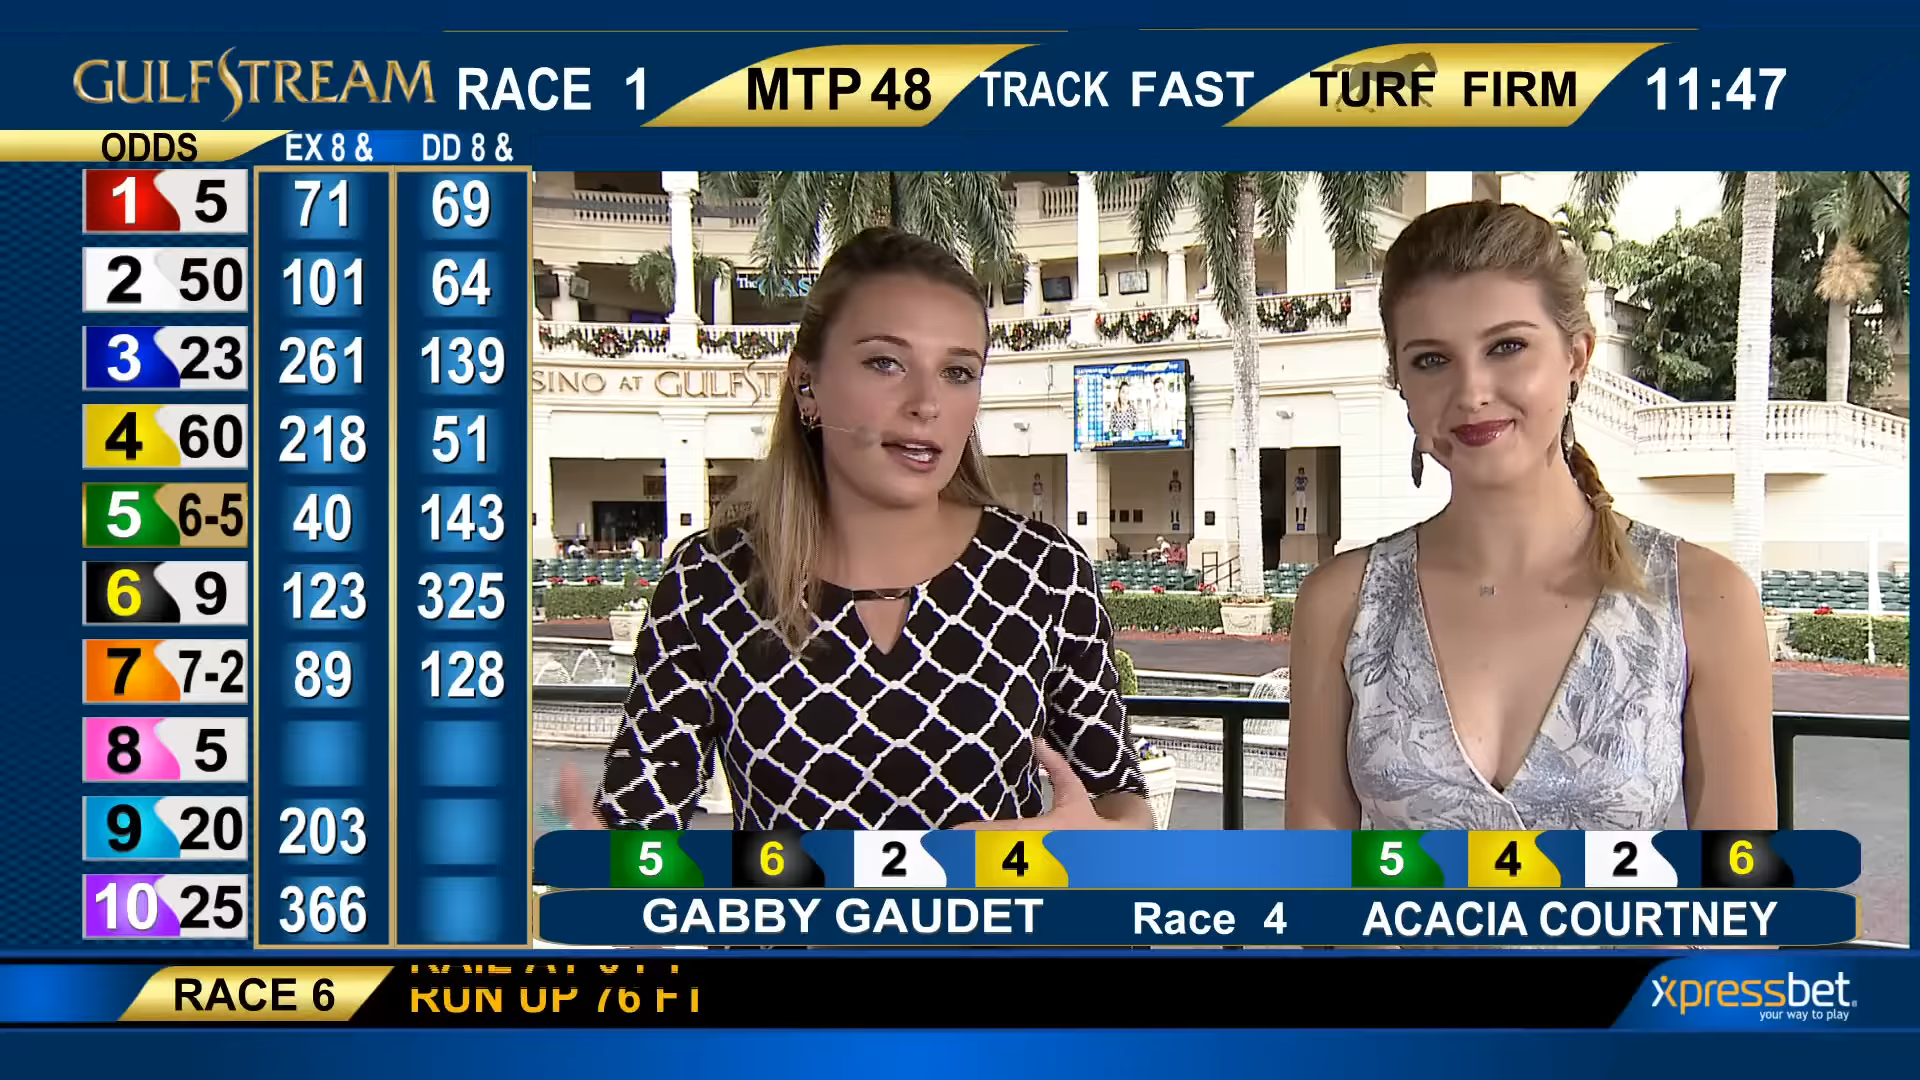 GULFSTREAM RACE 1 MTP 48 TRACK FAST TURF FIRM 11:47
ODDS EX 8 & DD 8 &
1 5 71 69
2 50 101 64
3 23 261 139
4 60 218 51
5 6-5 40 143
6 9 123 325
7 7-2 89 128
8 5
9 20 203
10 25 366
The
SINO AT GULFST
5 6 2 4 5 4 2 6
GABBY GAUDET Race 4 ACACIA COURTNEY
RACE 6
RUN UP 76 FT
xpressbet
your way to play